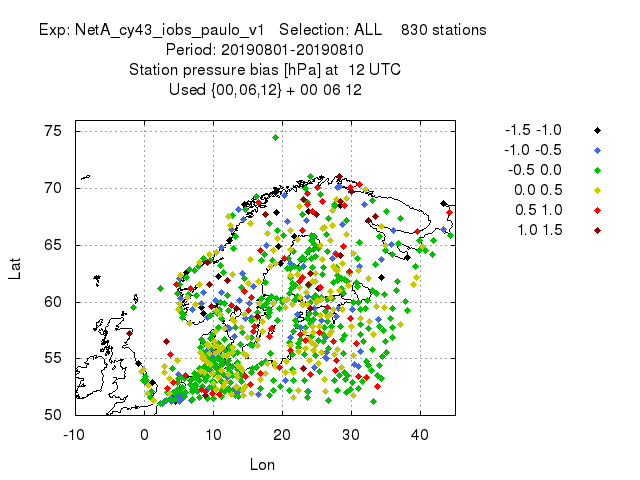 Exp: NetA_cy43_iobs_paulo_v1 Selection: ALL 830 stations
Period: 20190801-20190810
Station pressure bias [hPa] at 12 UTC
Used {00,06,12} + 00 06 12
75
70
65
60
55
50
Lat
-10 0 10 20 30 40
Lon
-1.5 -1.0
-1.0 -0.5
-0.5 0.0
0.0 0.5
0.5 1.0
1.0 1.5